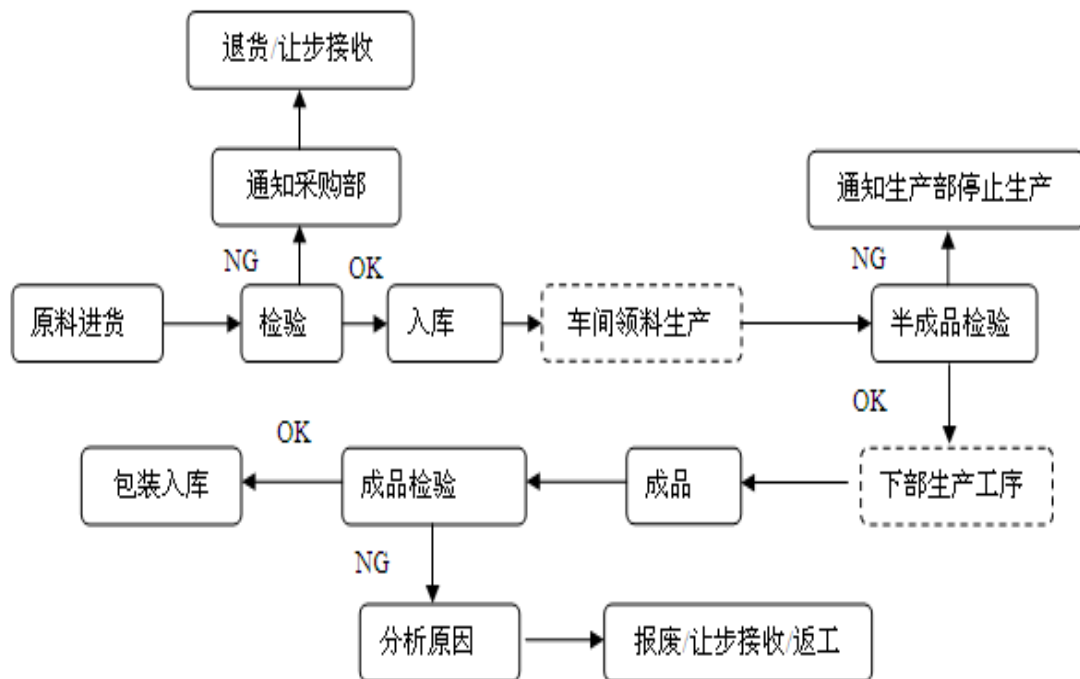 退货/让步接收
通知采购部
通知生产部停止生产
NG
OK
NG
原料进货
检验
入库
车间领料生产
半成品检验
OK
OK
包装入库
成品检验
成品
下部生产工序
NG
分析原因
报废/让步接收/返工